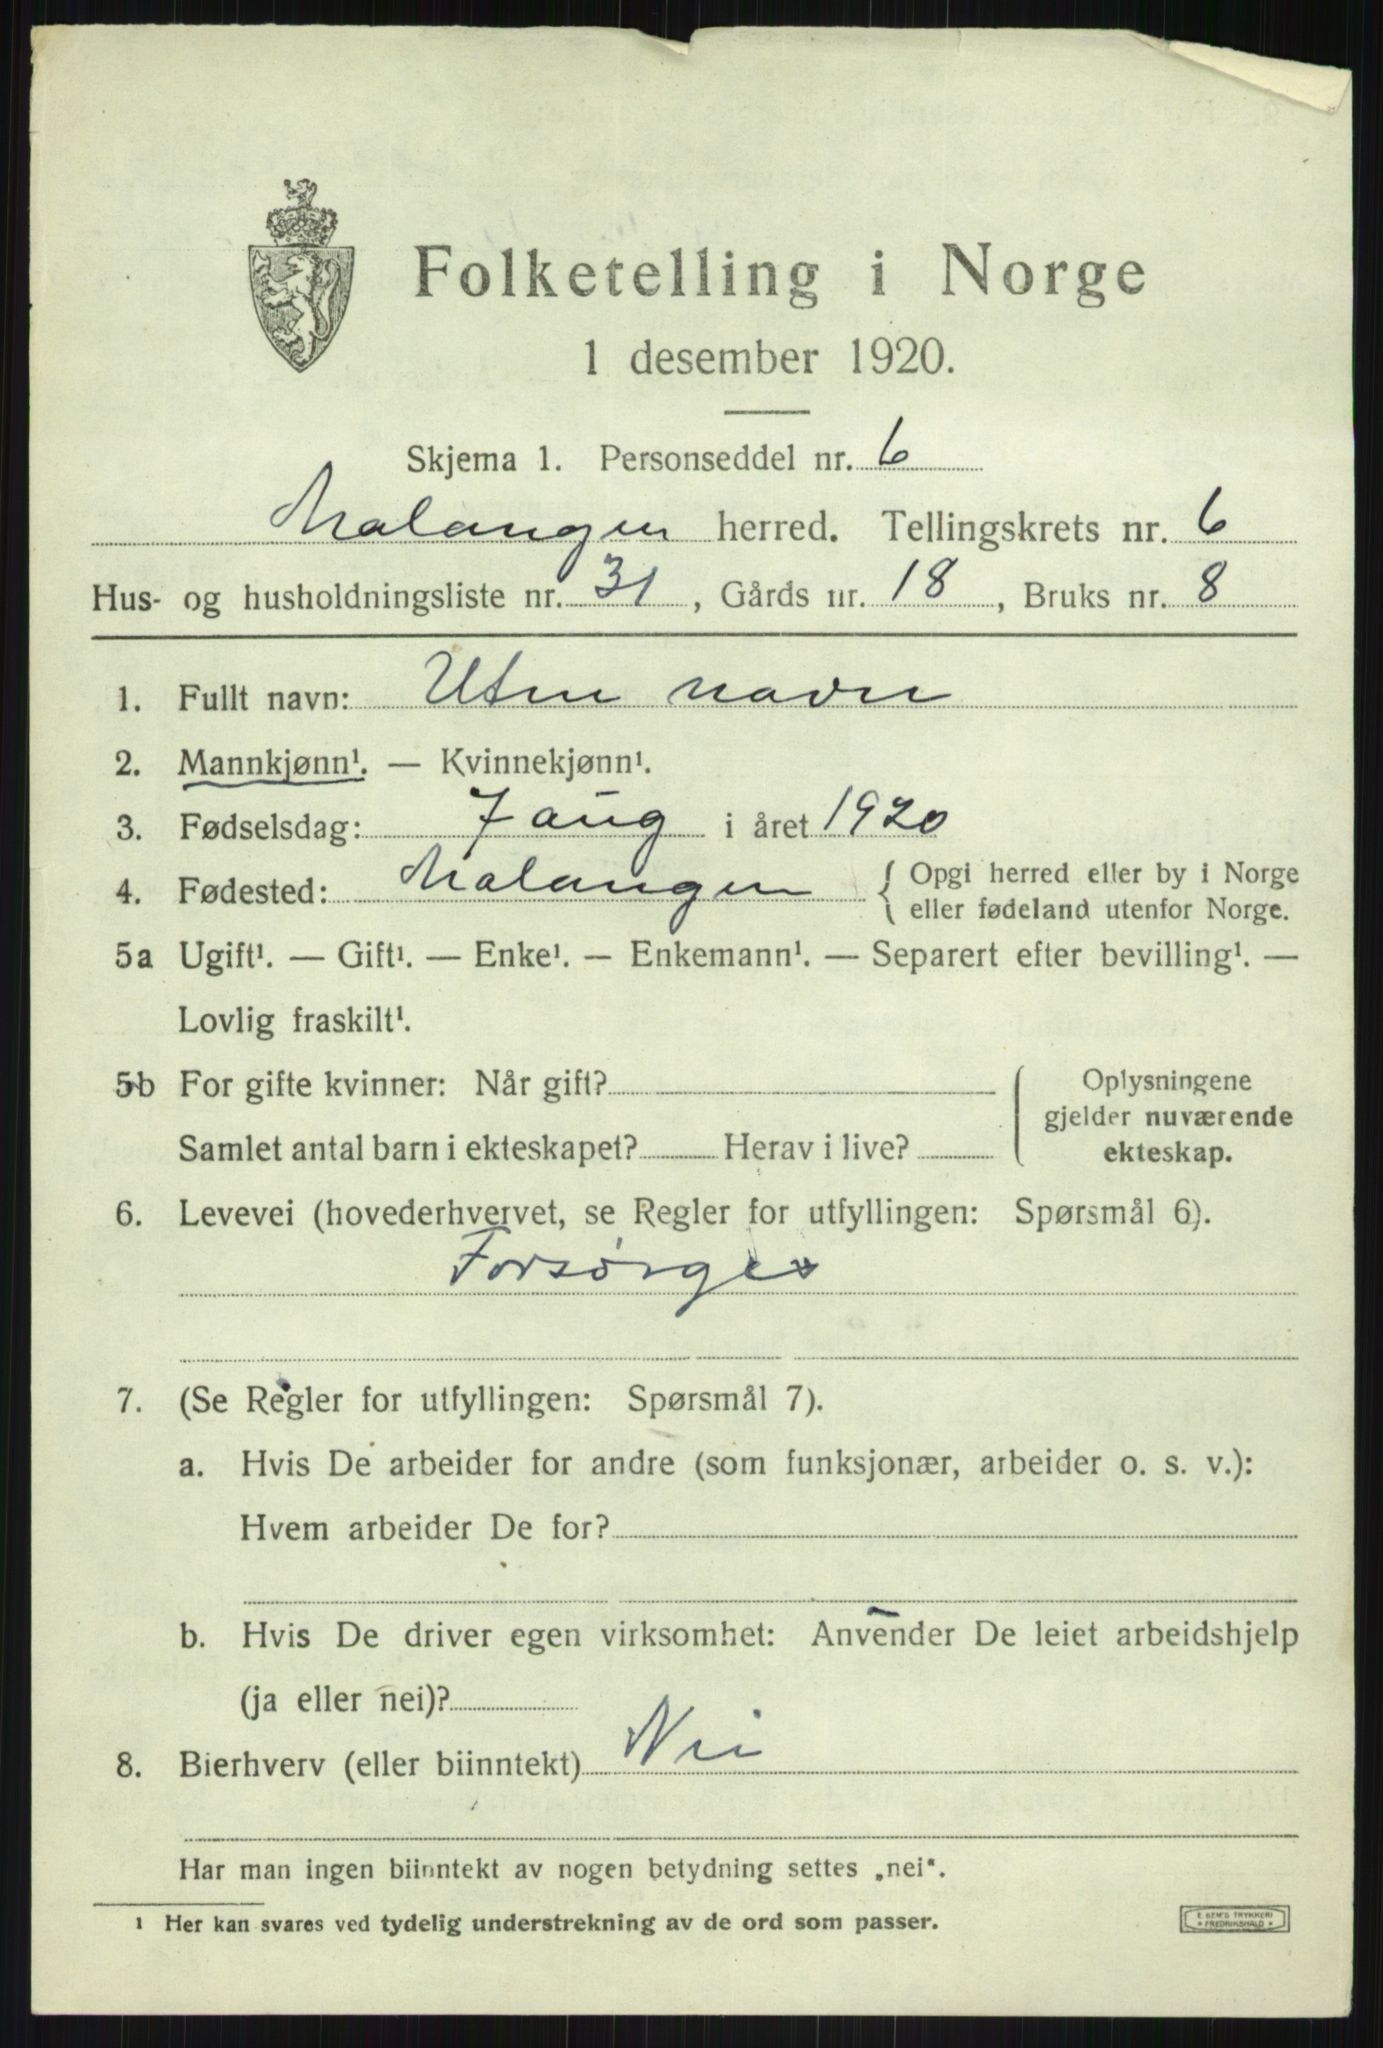 Folketelling i Norge
1 desember 1920.
Skjema 1. Personseddel nr. 6
Malangen herred. Tellingskrets nr. 6
Hus- og husholdningsliste nr. 31, Gårds nr. 18, Bruks nr. 8
1. Fullt navn: Uten navn
2. Mannkjønn¹. — Kvinnekjønn¹.
3. Fødselsdag: 7 aug i året 1920
4. Fødested: Malangen { Opgi herred eller by i Norge
eller fødeland utenfor Norge.
5a Ugift¹. — Gift¹. — Enke¹. — Enkemann¹. — Separert efter bevilling¹. —
Lovlig fraskilt¹.
5b For gifte kvinner: Når gift?
Samlet antal barn i ekteskapet? Herav i live?
Oplysningene
gjelder nuværende
ekteskap.
6. Levevei (hovederhvervet, se Regler for utfyllingen: Spørsmål 6).
Forsørges
7. (Se Regler for utfyllingen: Spørsmål 7).
a. Hvis De arbeider for andre (som funksjonær, arbeider o. s. v.):
Hvem arbeider De for?
b. Hvis De driver egen virksomhet: Anvender De leiet arbeidshjelp
(ja eller nei)?
8. Bierhverv (eller biinntekt) Nei
Har man ingen biinntekt av nogen betydning settes „nei“.
1 Her kan svares ved tydelig understrekning av de ord som passer.
E SEM'S TRYKKERI
FREDRIKSHALD